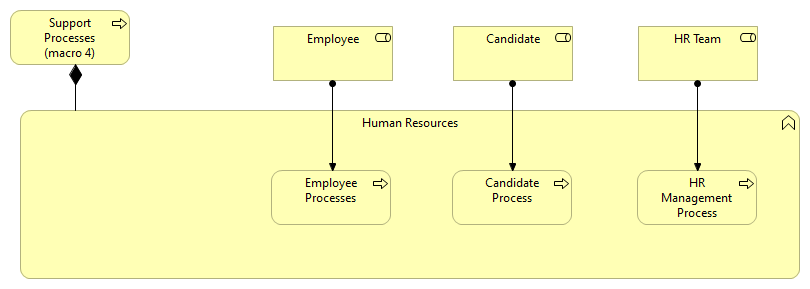 Support
Processes
(macro 4)
Employee
Candidate
HR Team
Human Resources
Employee
Processes
Candidate
Process
HR
Management
Process